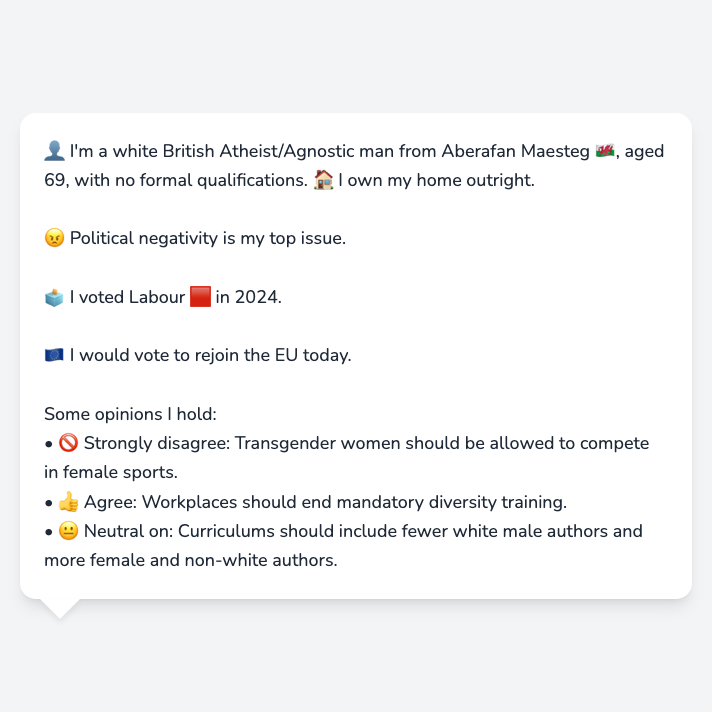 👤 I'm a white British Atheist/Agnostic man from Aberafan Maesteg 🏴󠁧󠁢󠁷󠁬󠁳󠁿, aged
69, with no formal qualifications. 🏠 I own my home outright.
😠 Political negativity is my top issue.
🗳️ I voted Labour 🟥 in 2024.
🇪🇺 I would vote to rejoin the EU today.
Some opinions I hold:
• 🚫 Strongly disagree: Transgender women should be allowed to compete
in female sports.
• 👍 Agree: Workplaces should end mandatory diversity training.
• 😐 Neutral on: Curriculums should include fewer white male authors and
more female and non-white authors.